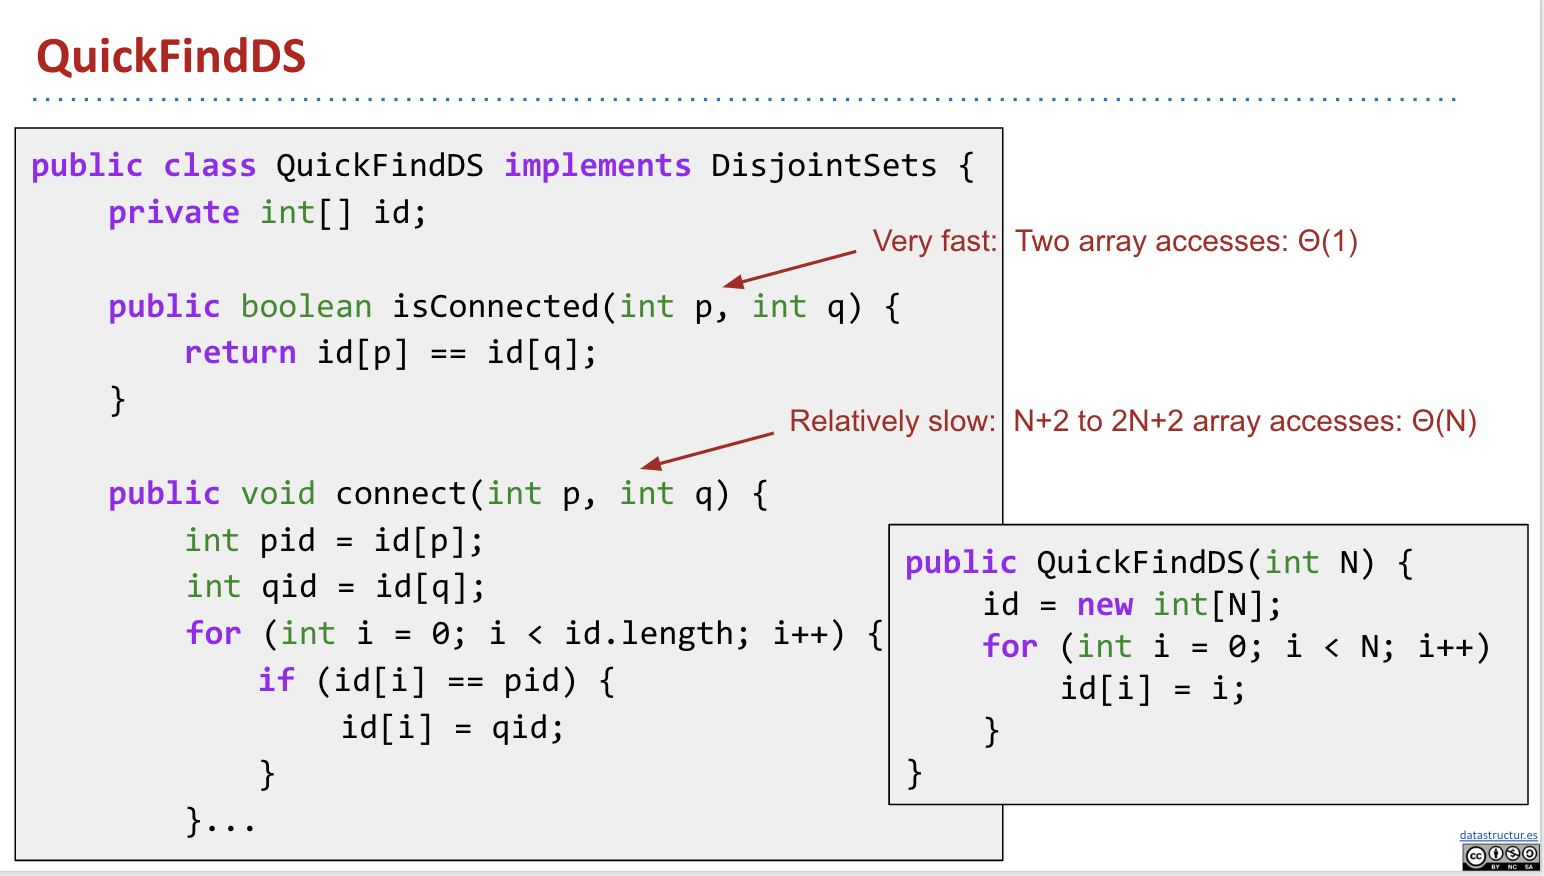 QuickFindDS
public class QuickFindDS implements DisjointSets {
private int[] id;
Very fast: Two array accesses: Θ(1)
public boolean isConnected(int p, int q) {
return id[p] == id[q];
}
Relatively slow: N+2 to 2N+2 array accesses: Θ(N)
public void connect(int p, int q) {
int pid = id[p];
int qid = id[q];
for (int i = 0; i < id.length; i++) {
if (id[i] == pid) {
id[i] = qid;
}
}...
public QuickFindDS(int N) {
id = new int[N];
for (int i = 0; i < N; i++)
id[i] = i;
}
}
datastructur.es
cc
BY NC SA